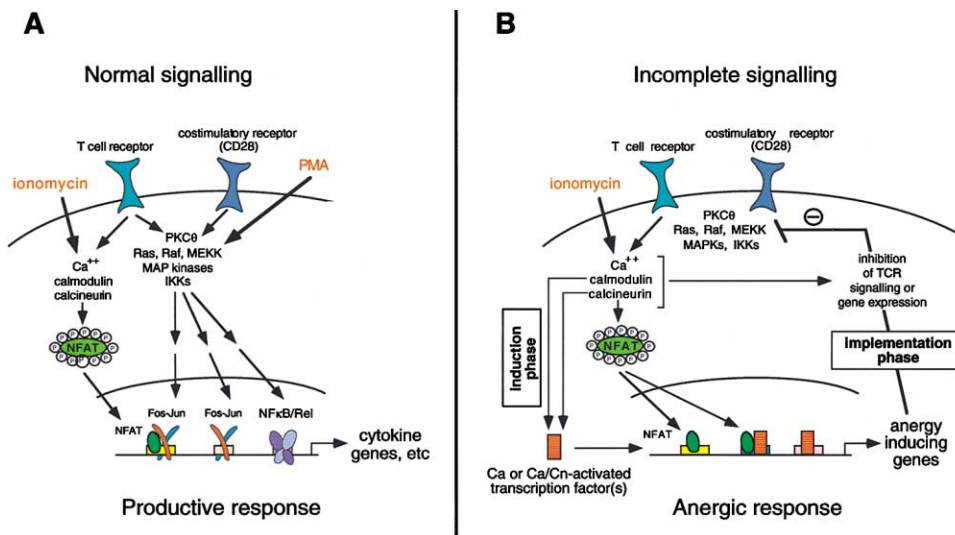 A
Normal signalling
T cell receptor
costimulatory receptor
(CD28)
ionomycin
PMA
PKCθ
Ras, Raf, MEKK
MAP kinases
IKKs
Ca++
calmodulin
calcineurin
P P P P P P P P P P P P
NFAT
NFAT
Fos-Jun
Fos-Jun
NFκB/Rel
cytokine
genes, etc
Productive response
B
Incomplete signalling
T cell receptor
costimulatory receptor
(CD28)
ionomycin
PKCθ
Ras, Raf, MEKK
MAPKs, IKKs
−
Ca++
calmodulin
calcineurin
inhibition
of TCR
signalling or
gene expression
induction
phase
P P P P P P P P P P P P
NFAT
implementation
phase
NFAT
anergy
inducing
genes
Ca or Ca/Cn-activated
transcription factor(s)
Anergic response